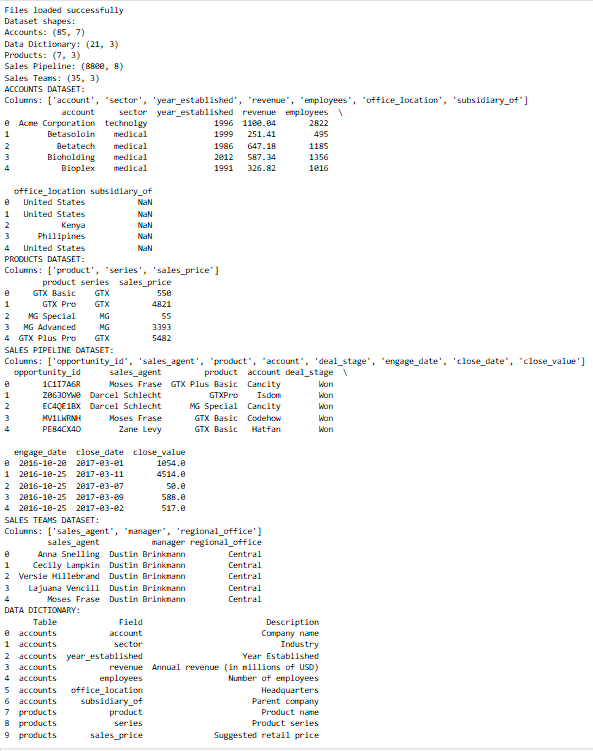 Files loaded successfully
Dataset shapes:
Accounts: (85, 7)
Data Dictionary: (21, 3)
Products: (7, 3)
Sales Pipeline: (8800, 8)
Sales Teams: (35, 3)
ACCOUNTS DATASET:
Columns: ['account', 'sector', 'year_established', 'revenue', 'employees', 'office_location', 'subsidiary_of']
account sector year_established revenue employees \
0 Acme Corporation technolgy 1996 1100.04 2822
1 Betasoloin medical 1999 251.41 495
2 Betatech medical 1986 647.18 1185
3 Bioholding medical 2012 587.34 1356
4 Bioplex medical 1991 326.82 1016
office_location subsidiary_of
0 United States NaN
1 United States NaN
2 Kenya NaN
3 Philipines NaN
4 United States NaN
PRODUCTS DATASET:
Columns: ['product', 'series', 'sales_price']
product series sales_price
0 GTX Basic GTX 550
1 GTX Pro GTX 4821
2 MG Special MG 55
3 MG Advanced MG 3393
4 GTX Plus Pro GTX 5482
SALES PIPELINE DATASET:
Columns: ['opportunity_id', 'sales_agent', 'product', 'account', 'deal_stage', 'engage_date', 'close_date', 'close_value']
opportunity_id sales_agent product account deal_stage \
0 1C1I7A6R Moses Frase GTX Plus Basic Cancity Won
1 Z063OYW0 Darcel Schlecht GTXPro Isdom Won
2 EC4QE1BX Darcel Schlecht MG Special Cancity Won
3 MV1LWRNH Moses Frase GTX Basic Codehow Won
4 PE84CX4O Zane Levy GTX Basic Hatfan Won
engage_date close_date close_value
0 2016-10-20 2017-03-01 1054.0
1 2016-10-25 2017-03-11 4514.0
2 2016-10-25 2017-03-07 50.0
3 2016-10-25 2017-03-09 588.0
4 2016-10-25 2017-03-02 517.0
SALES TEAMS DATASET:
Columns: ['sales_agent', 'manager', 'regional_office']
sales_agent manager regional_office
0 Anna Snelling Dustin Brinkmann Central
1 Cecily Lampkin Dustin Brinkmann Central
2 Versie Hillebrand Dustin Brinkmann Central
3 Lajuana Vencill Dustin Brinkmann Central
4 Moses Frase Dustin Brinkmann Central
DATA DICTIONARY:
Table Field Description
0 accounts account Company name
1 accounts sector Industry
2 accounts year_established Year Established
3 accounts revenue Annual revenue (in millions of USD)
4 accounts employees Number of employees
5 accounts office_location Headquarters
6 accounts subsidiary_of Parent company
7 products product Product name
8 products series Product series
9 products sales_price Suggested retail price